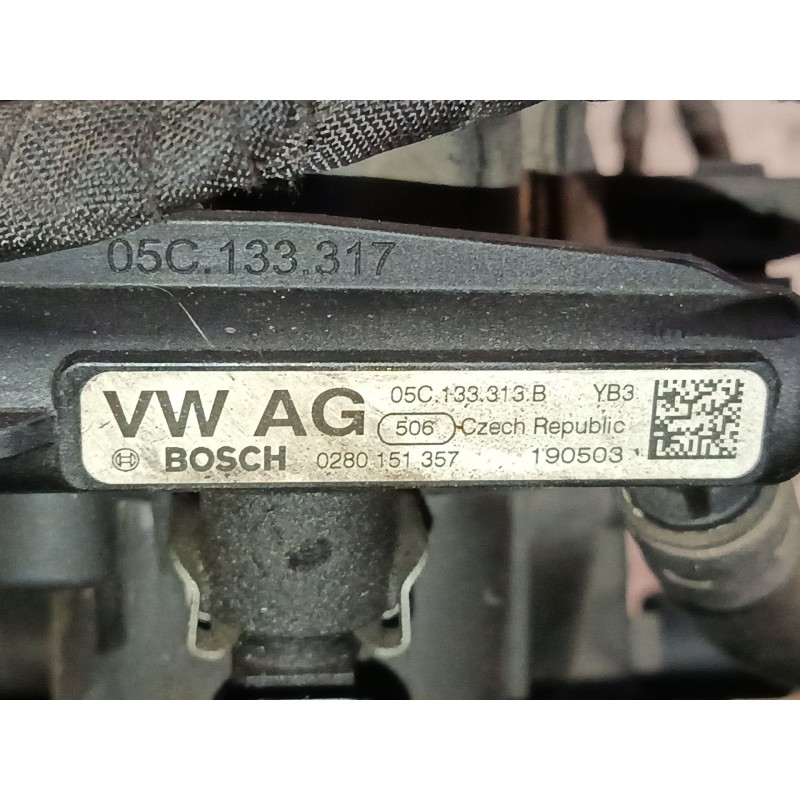 05C.133.317
VW AG 05C.133.313.B YB3
506 Czech Republic
BOSCH 0280 151 357 190503